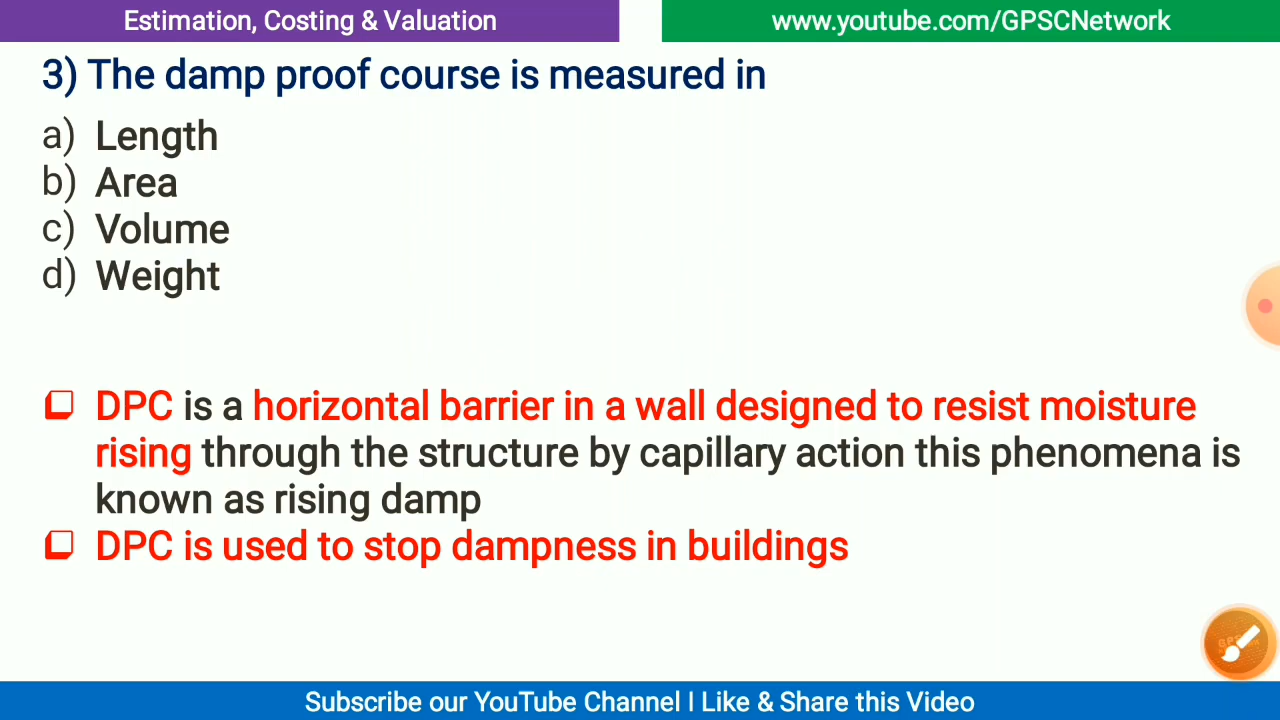 Estimation, Costing & Valuation
www.youtube.com/GPSCNetwork
3) The damp proof course is measured in
a) Length
b) Area
c) Volume
d) Weight
DPC is a horizontal barrier in a wall designed to resist moisture
rising through the structure by capillary action this phenomena is
known as rising damp
DPC is used to stop dampness in buildings
Subscribe our YouTube Channel I Like & Share this Video